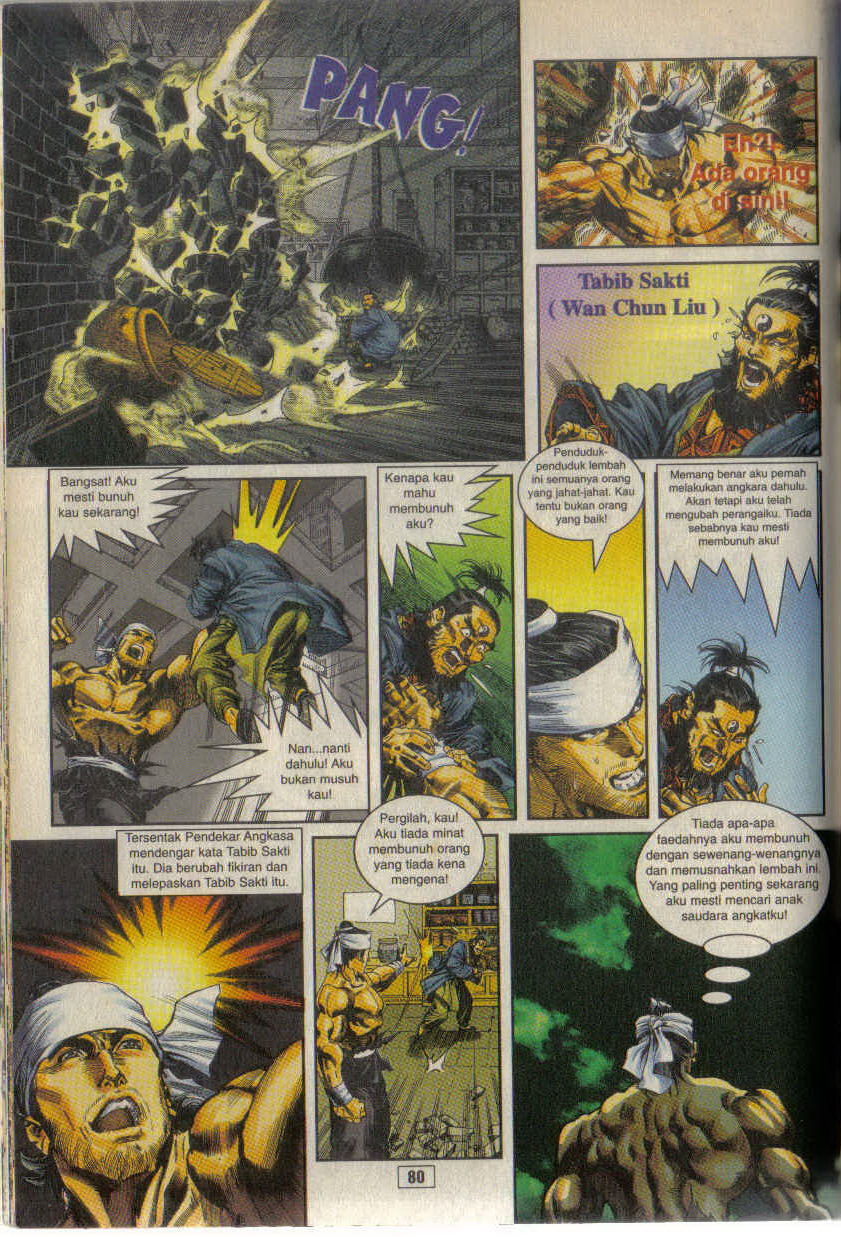 PANG!
Eh?!
Ada orang
di sini!
Tabib Sakti
( Wan Chun Liu )
Bangsat! Aku
mesti bunuh
kau sekarang!
Nan...nanti
dahulu! Aku
bukan musuh
kau!
Kenapa kau
mahu
membunuh
aku?
Penduduk-
penduduk lembah
ini semuanya orang
yang jahat-jahat. Kau
tentu bukan orang
yang baik!
Memang benar aku pernah
melakukan angkara dahulu.
Akan tetapi aku telah
mengubah perangaiku. Tiada
sebabnya kau mesti
membunuh aku!
Tersentak Pendekar Angkasa
mendengar kata Tabib Sakti
itu. Dia berubah fikiran dan
melepaskan Tabib Sakti itu.
Pergilah, kau!
Aku tiada minat
membunuh orang
yang tiada kena
mengena!
Tiada apa-apa
faedahnya aku membunuh
dengan sewenang-wenangnya
dan memusnahkan lembah ini.
Yang paling penting sekarang
aku mesti mencari anak
saudara angkatku!
80